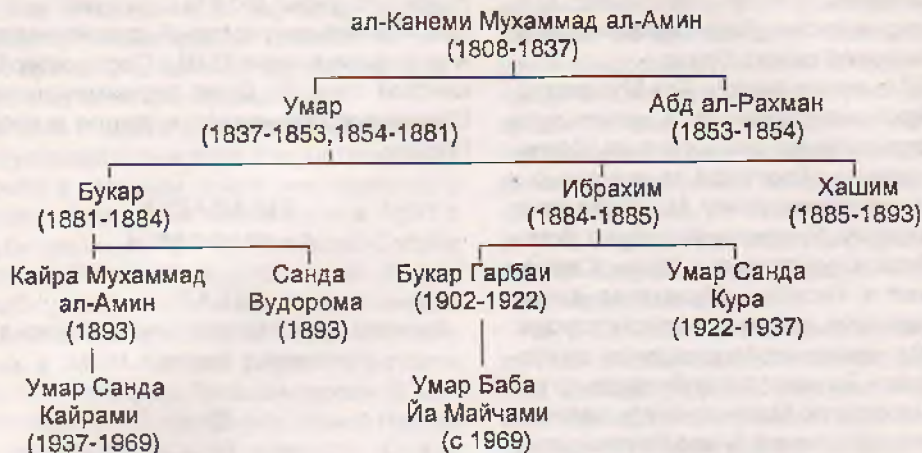 ал-Канеми Мухаммад ал-Амин
(1808-1837)
Умар
(1837-1853,1854-1881)
Абд ал-Рахман
(1853-1854)
Букар
(1881-1884)
Ибрахим
(1884-1885)
Хашим
(1885-1893)
Кайра Мухаммад
ал-Амин
(1893)
Санда
Вудорома
(1893)
Букар Гарбаи
(1902-1922)
Умар Санда
Кура
(1922-1937)
Умар Санда
Кайрами
(1937-1969)
Умар Баба
Йа Майчами
(с 1969)